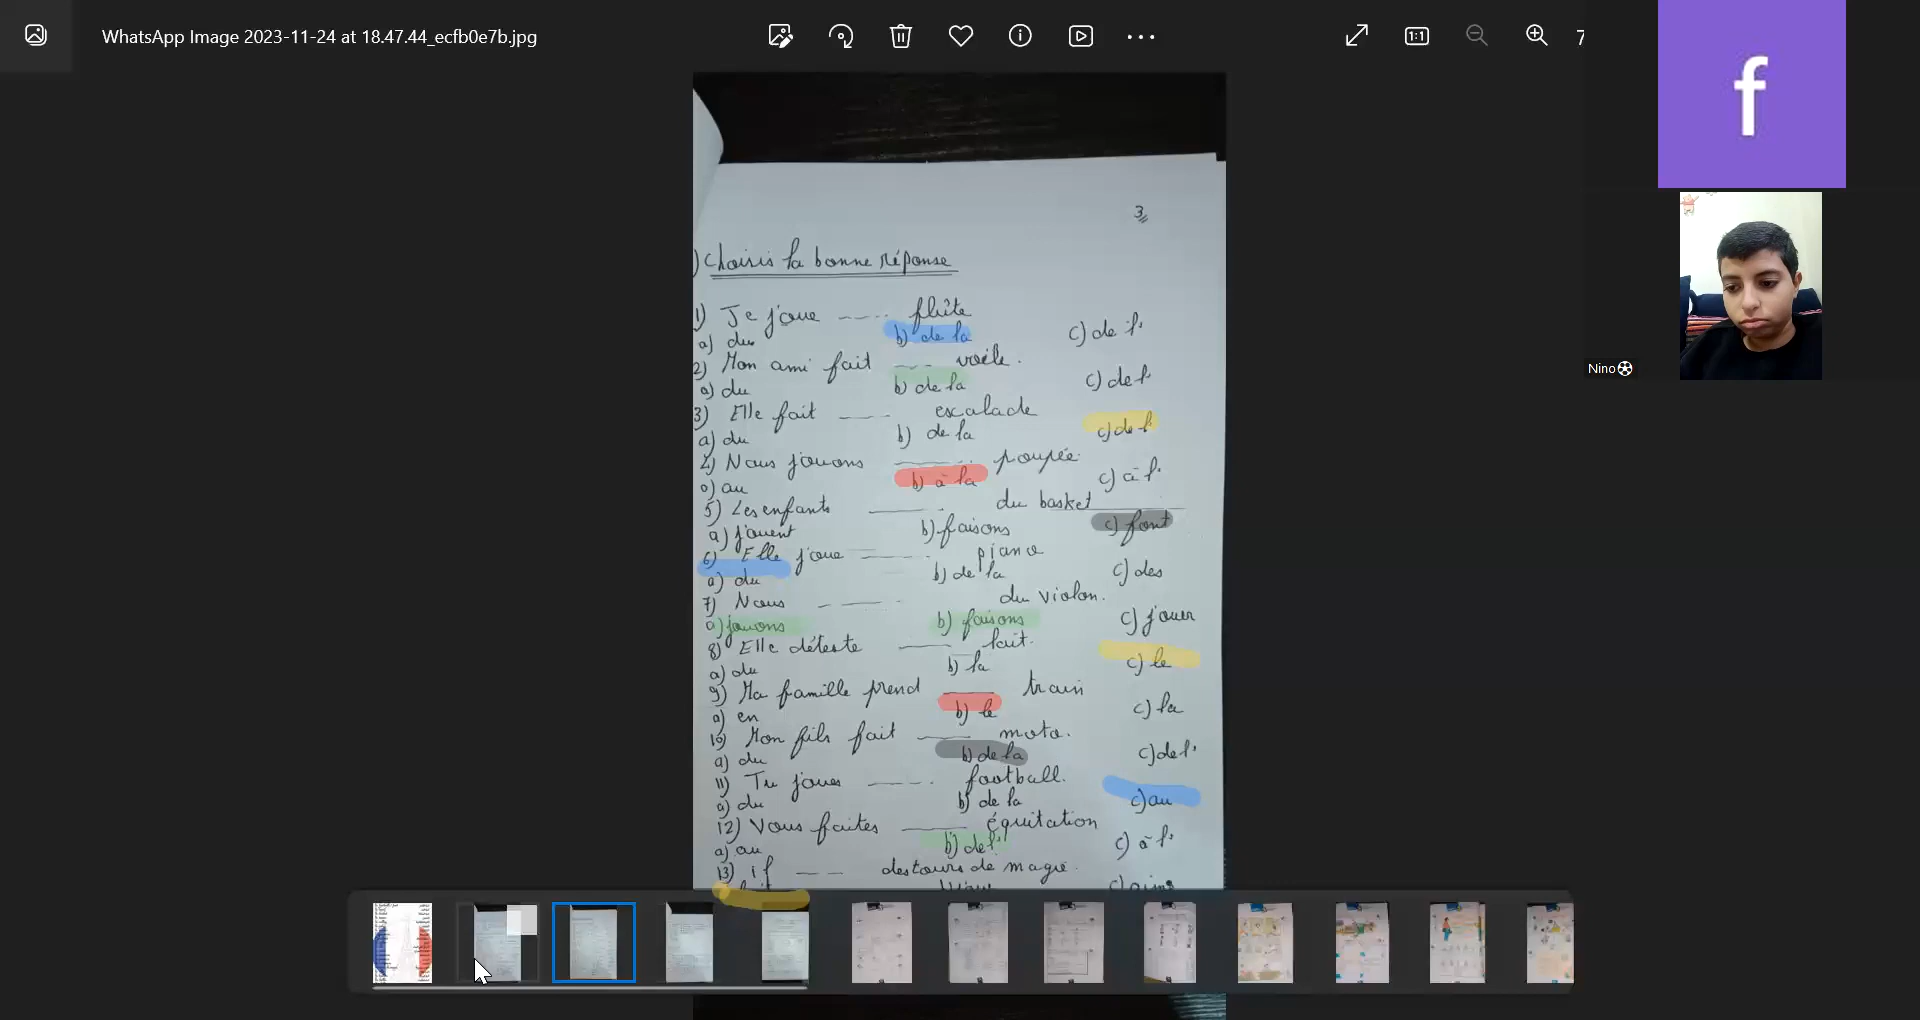 WhatsApp Image 2023-11-24 at 18.47.44_ecfb0e7b.jpg
1:1
7
f
Nino
3
) Choisis la bonne réponse
1) Je joue ---- flûte
a) du b) de la c) de l'
2) Mon ami fait ---- voile.
a) du b) de la c) de l'
3) Elle fait ---- escalade
a) du b) de la c) de l'
4) Nous jouons ---- poupée
a) au b) à la c) à l'
5) Les enfants ---- du basket
a) jouent b) faisons c) font
6) Elle joue ---- piano
a) du b) de la c) des
7) Nous ---- du violon.
a) jouons b) faisons c) jouer
8) Elle déteste ---- lait.
a) du b) la c) le
9) Ma famille prend ---- train
a) en b) le c) la
10) Mon fils fait ---- moto.
a) du b) de la c) de l'
11) Tu joues ---- football.
a) du b) de la c) au
12) Vous faites ---- équitation
a) au b) de l' c) à l'
13) il ---- des tours de magie.